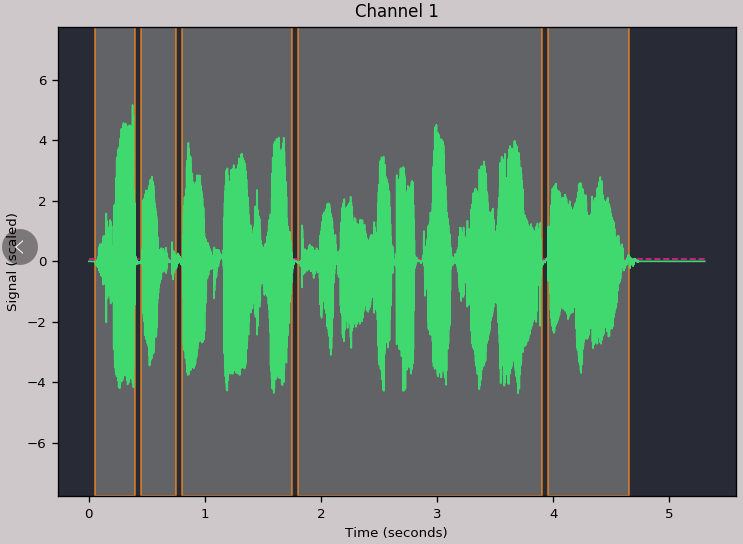 Channel 1
Signal (scaled)
6
4
2
0
−2
−4
−6
0 1 2 3 4 5
Time (seconds)